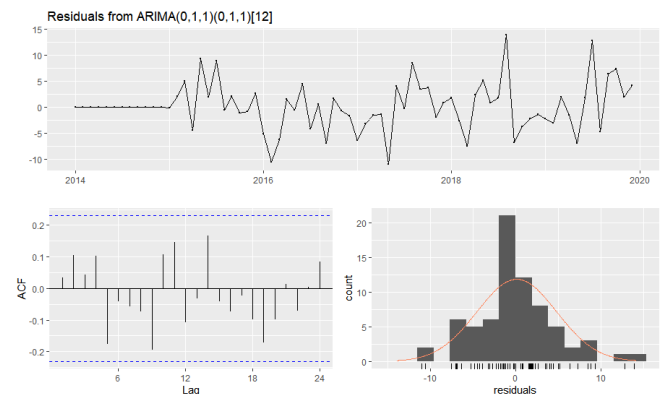 Residuals from ARIMA(0,1,1)(0,1,1)[12]
15
10
5
0
-5
-10
2014 2016 2018 2020
ACF
0.2
0.1
0.0
-0.1
-0.2
6 12 18 24
Lag
count
20
15
10
5
0
-10 0 10
residuals